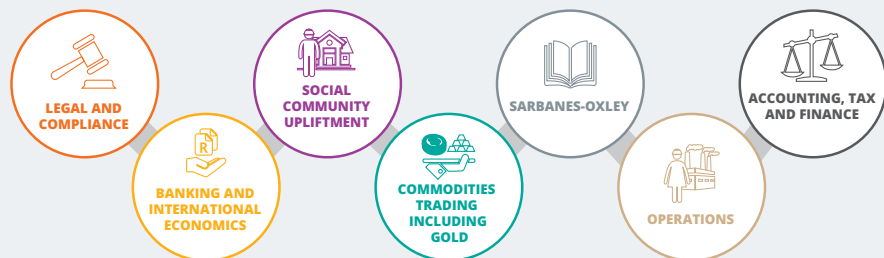 LEGAL AND
COMPLIANCE
R
BANKING AND
INTERNATIONAL
ECONOMICS
SOCIAL
COMMUNITY
UPLIFTMENT
COMMODITIES
TRADING
INCLUDING
GOLD
SARBANES-OXLEY
OPERATIONS
ACCOUNTING, TAX
AND FINANCE